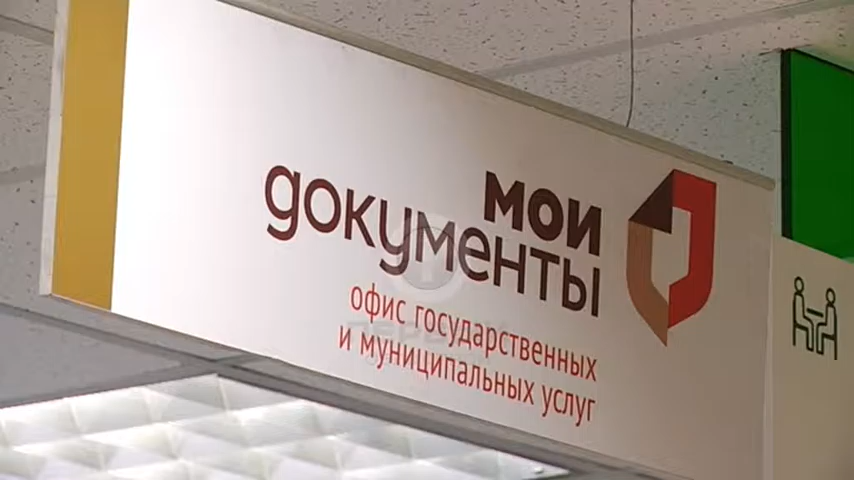 мои
документы
офис государственных
и муниципальных услуг